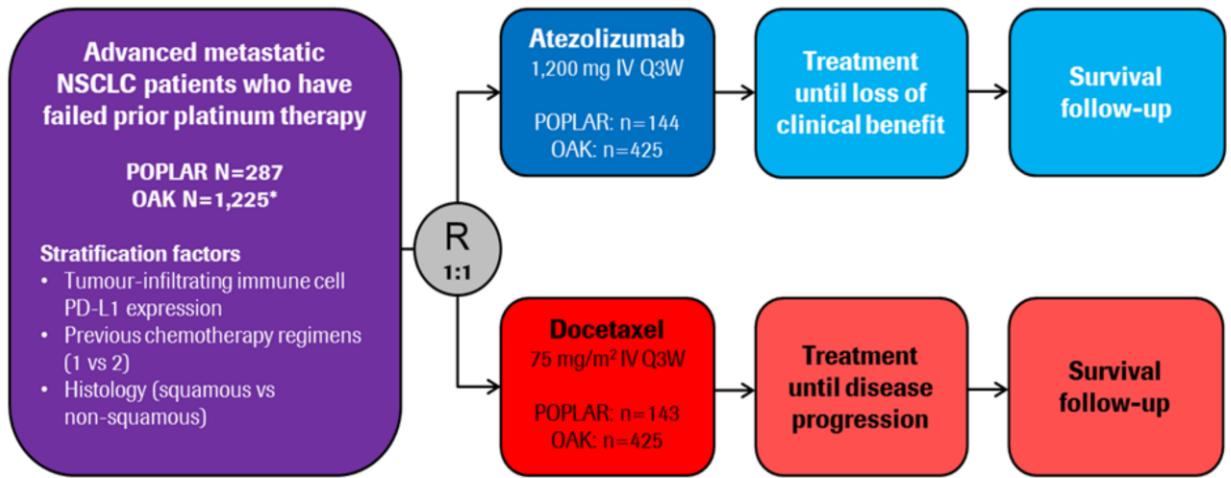 Advanced metastatic
NSCLC patients who have
failed prior platinum therapy
POPLAR N=287
OAK N=1,225*
Stratification factors
• Tumour-infiltrating immune cell
PD-L1 expression
• Previous chemotherapy regimens
(1 vs 2)
• Histology (squamous vs
non-squamous)
R
1:1
Atezolizumab
1,200 mg IV Q3W
POPLAR: n=144
OAK: n=425
Treatment
until loss of
clinical benefit
Survival
follow-up
Docetaxel
75 mg/m² IV Q3W
POPLAR: n=143
OAK: n=425
Treatment
until disease
progression
Survival
follow-up